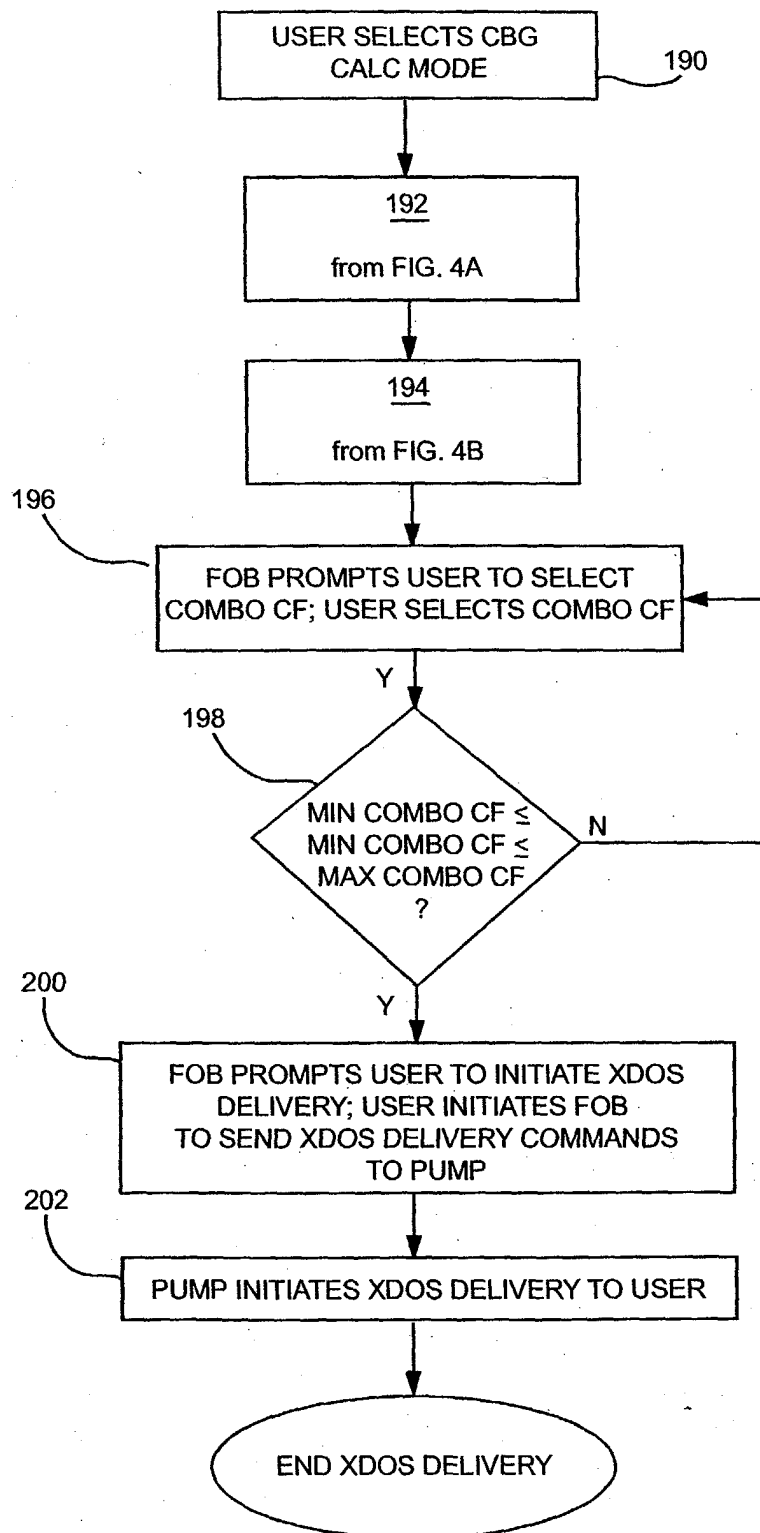 USER SELECTS CBG
CALC MODE
190
192
from FIG. 4A
194
from FIG. 4B
196
FOB PROMPTS USER TO SELECT
COMBO CF; USER SELECTS COMBO CF
Y
198
MIN COMBO CF ≤
MIN COMBO CF ≤
MAX COMBO CF
?
N
Y
200
FOB PROMPTS USER TO INITIATE XDOS
DELIVERY; USER INITIATES FOB
TO SEND XDOS DELIVERY COMMANDS
TO PUMP
202
PUMP INITIATES XDOS DELIVERY TO USER
END XDOS DELIVERY